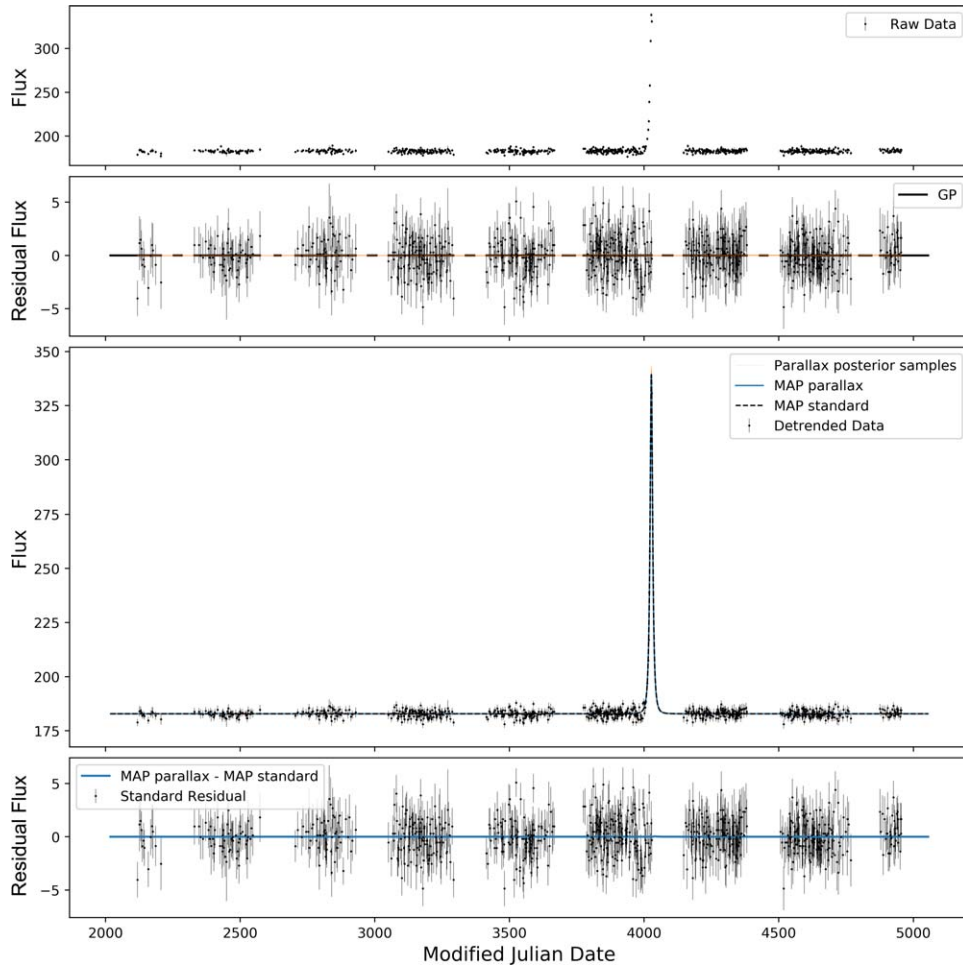 300
250
200
Flux
Raw Data
5
0
−5
Residual Flux
GP
350
325
300
275
250
225
200
175
Flux
Parallax posterior samples
MAP parallax
MAP standard
Detrended Data
5
0
−5
Residual Flux
MAP parallax - MAP standard
Standard Residual
2000 2500 3000 3500 4000 4500 5000
Modified Julian Date